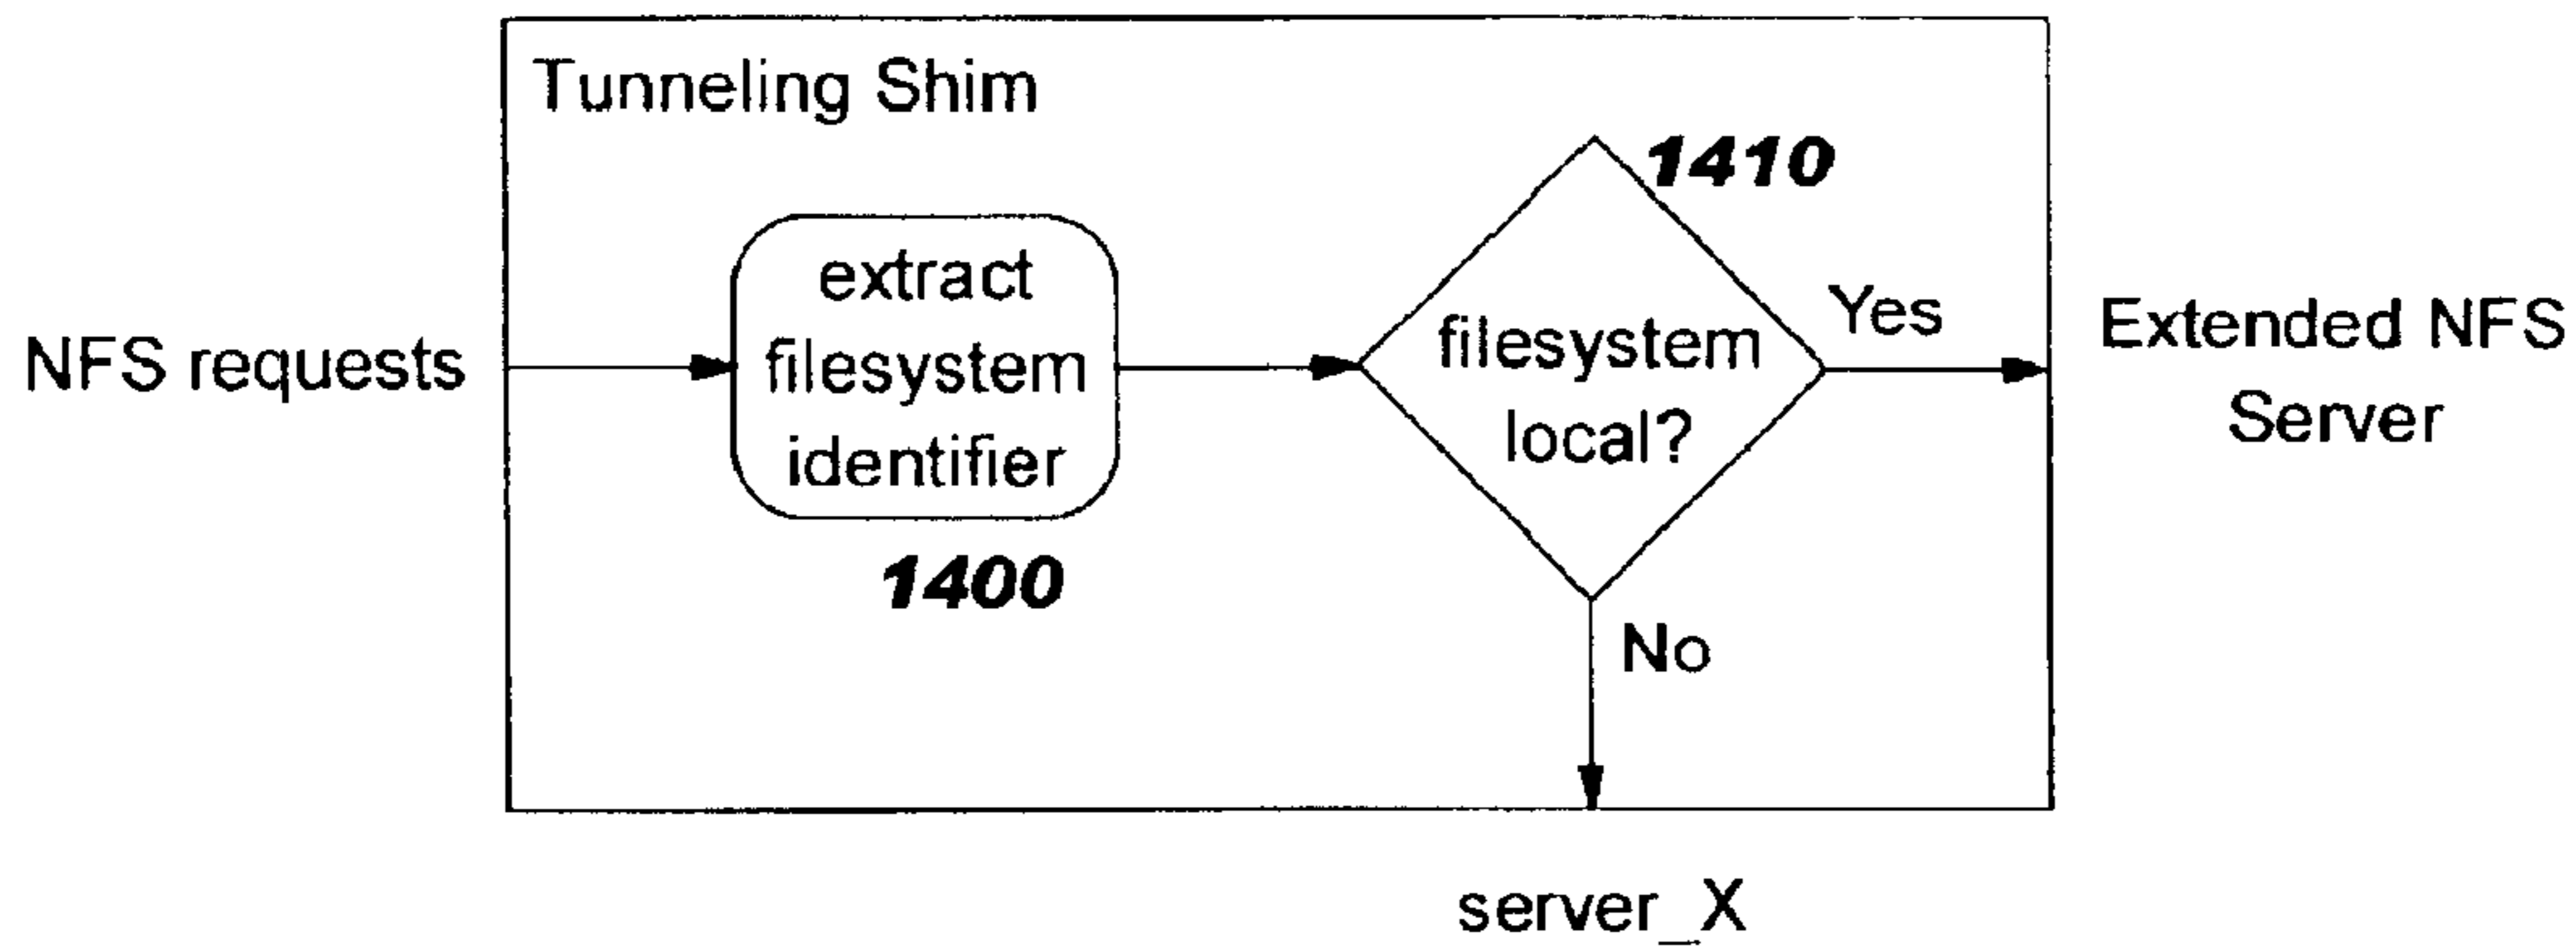 Tunneling Shim
1410
NFS requests
extract
filesystem
identifier
1400
filesystem
local?
Yes
No
Extended NFS
Server
server_X